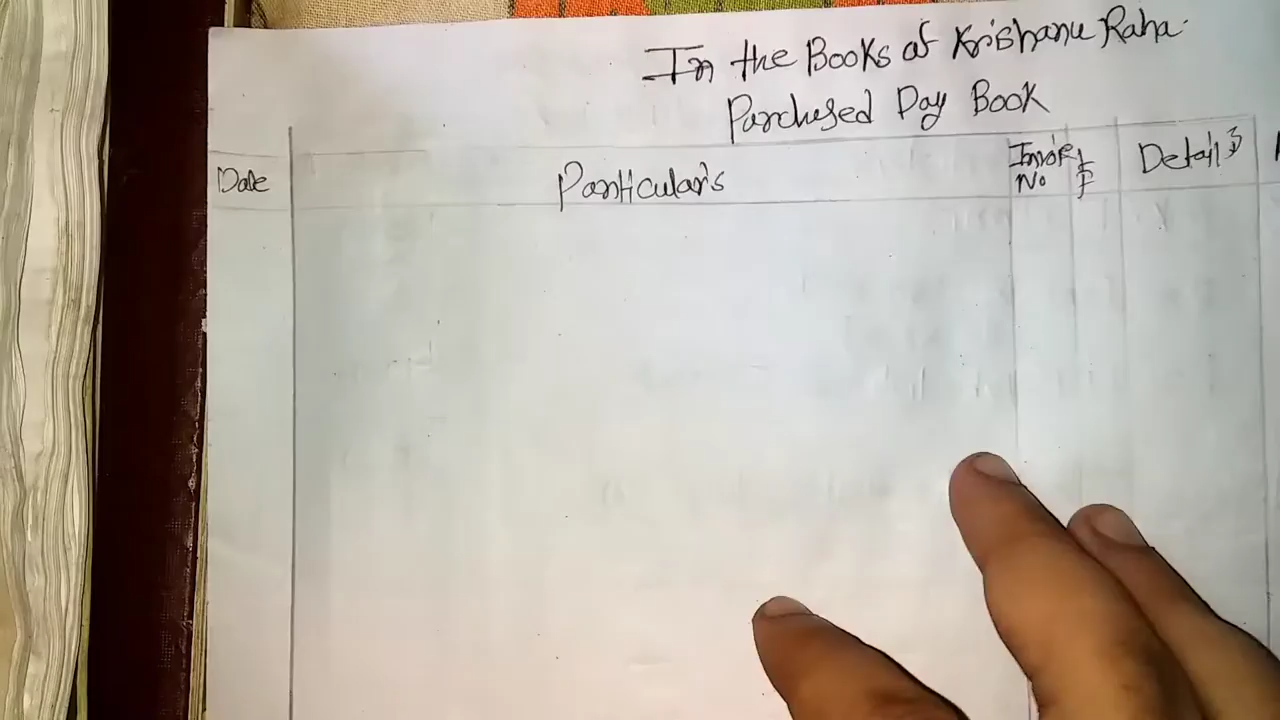 In the Books of Krishanu Raha.
Purchased Day Book
Date Particulars Invoice No L F Details